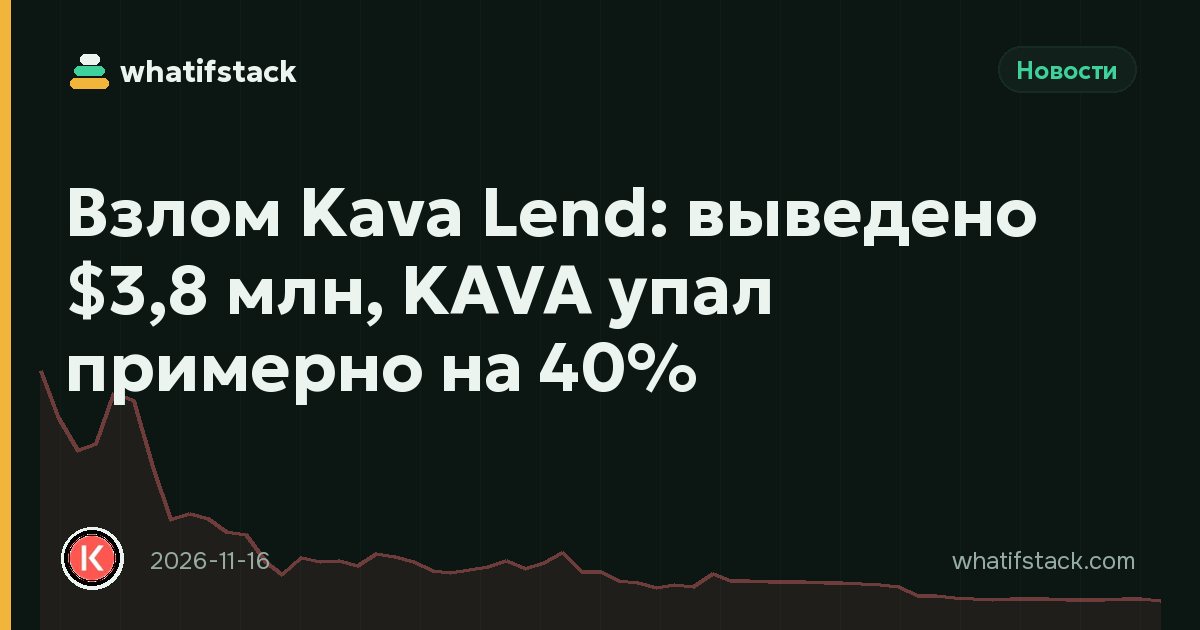 whatifstack
Новости
Взлом Kava Lend: выведено
$3,8 млн, KAVA упал
примерно на 40%
2026-11-16
whatifstack.com